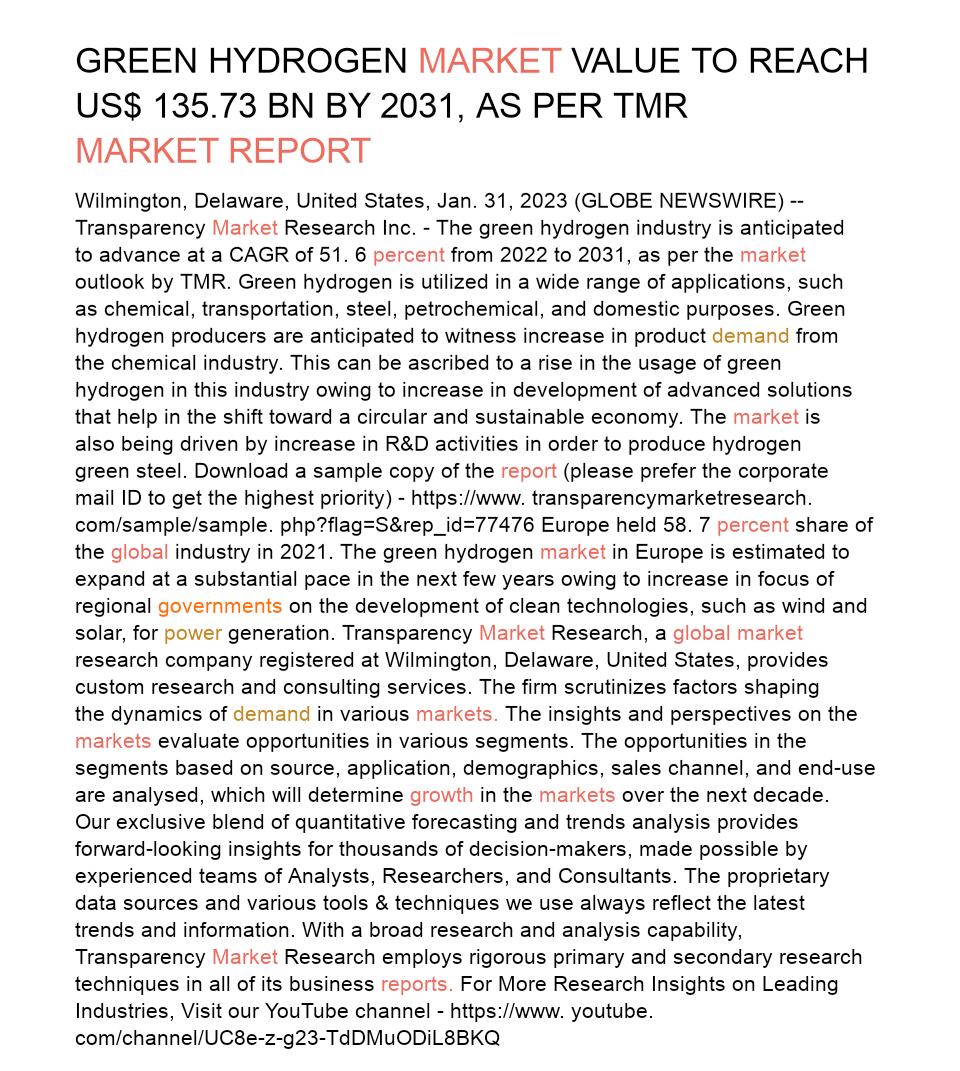 GREEN HYDROGEN MARKET VALUE TO REACH
US$ 135.73 BN BY 2031, AS PER TMR
MARKET REPORT
Wilmington, Delaware, United States, Jan. 31, 2023 (GLOBE NEWSWIRE) --
Transparency Market Research Inc. - The green hydrogen industry is anticipated
to advance at a CAGR of 51. 6 percent from 2022 to 2031, as per the market
outlook by TMR. Green hydrogen is utilized in a wide range of applications, such
as chemical, transportation, steel, petrochemical, and domestic purposes. Green
hydrogen producers are anticipated to witness increase in product demand from
the chemical industry. This can be ascribed to a rise in the usage of green
hydrogen in this industry owing to increase in development of advanced solutions
that help in the shift toward a circular and sustainable economy. The market is
also being driven by increase in R&D activities in order to produce hydrogen
green steel. Download a sample copy of the report (please prefer the corporate
mail ID to get the highest priority) - https://www. transparencymarketresearch.
com/sample/sample. php?flag=S&rep_id=77476 Europe held 58. 7 percent share of
the global industry in 2021. The green hydrogen market in Europe is estimated to
expand at a substantial pace in the next few years owing to increase in focus of
regional governments on the development of clean technologies, such as wind and
solar, for power generation. Transparency Market Research, a global market
research company registered at Wilmington, Delaware, United States, provides
custom research and consulting services. The firm scrutinizes factors shaping
the dynamics of demand in various markets. The insights and perspectives on the
markets evaluate opportunities in various segments. The opportunities in the
segments based on source, application, demographics, sales channel, and end-use
are analysed, which will determine growth in the markets over the next decade.
Our exclusive blend of quantitative forecasting and trends analysis provides
forward-looking insights for thousands of decision-makers, made possible by
experienced teams of Analysts, Researchers, and Consultants. The proprietary
data sources and various tools & techniques we use always reflect the latest
trends and information. With a broad research and analysis capability,
Transparency Market Research employs rigorous primary and secondary research
techniques in all of its business reports. For More Research Insights on Leading
Industries, Visit our YouTube channel - https://www. youtube.
com/channel/UC8e-z-g23-TdDMuODiL8BKQ